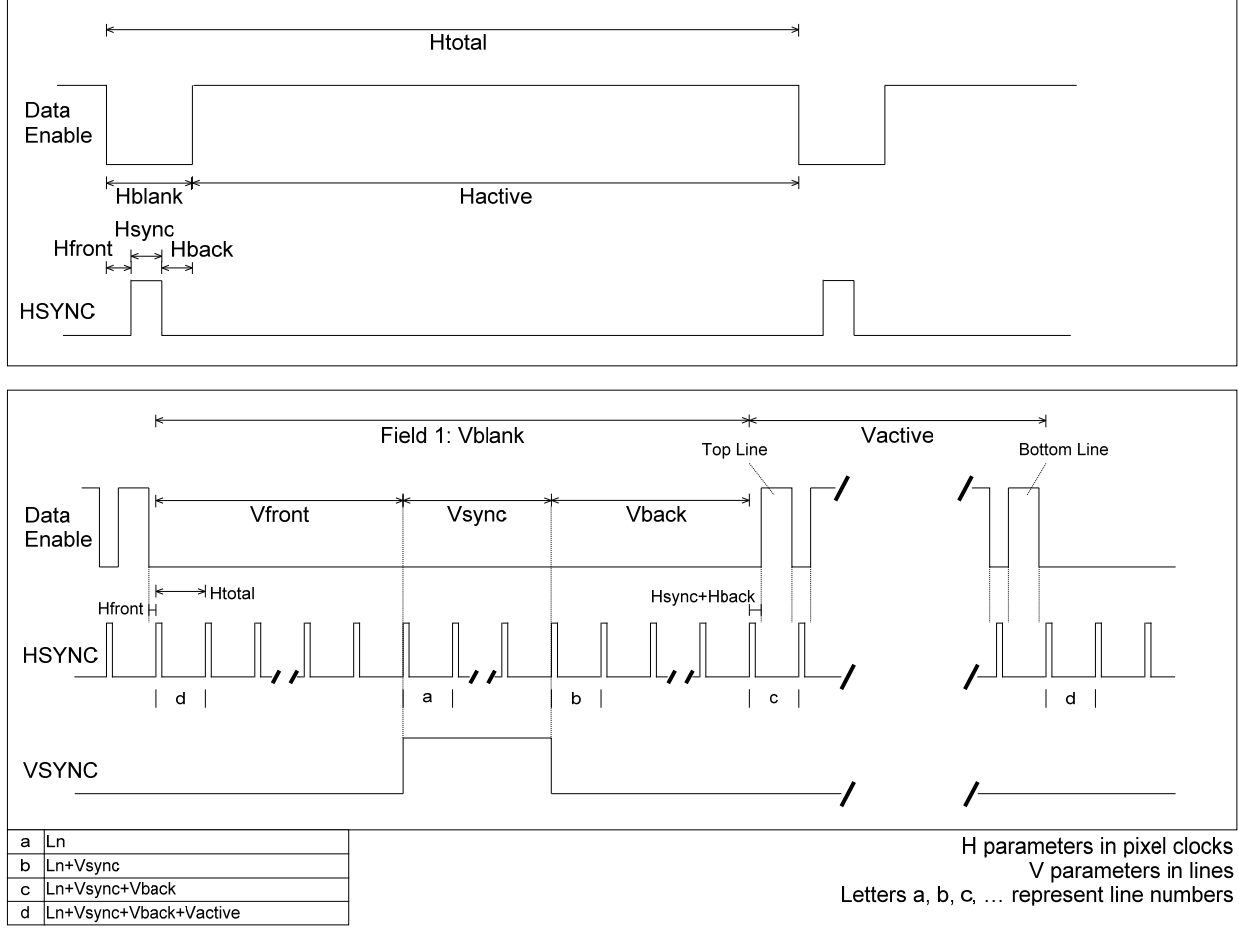 Htotal
Data
Enable
Hblank
Hactive
Hsync
Hfront
Hback
HSYNC
Field 1: Vblank
Vactive
Top Line
Bottom Line
Data
Enable
Vfront
Vsync
Vback
Hfront
Htotal
Hsync+Hback
HSYNC
d
a
b
c
d
VSYNC
a Ln
b Ln+Vsync
c Ln+Vsync+Vback
d Ln+Vsync+Vback+Vactive
H parameters in pixel clocks
V parameters in lines
Letters a, b, c, … represent line numbers